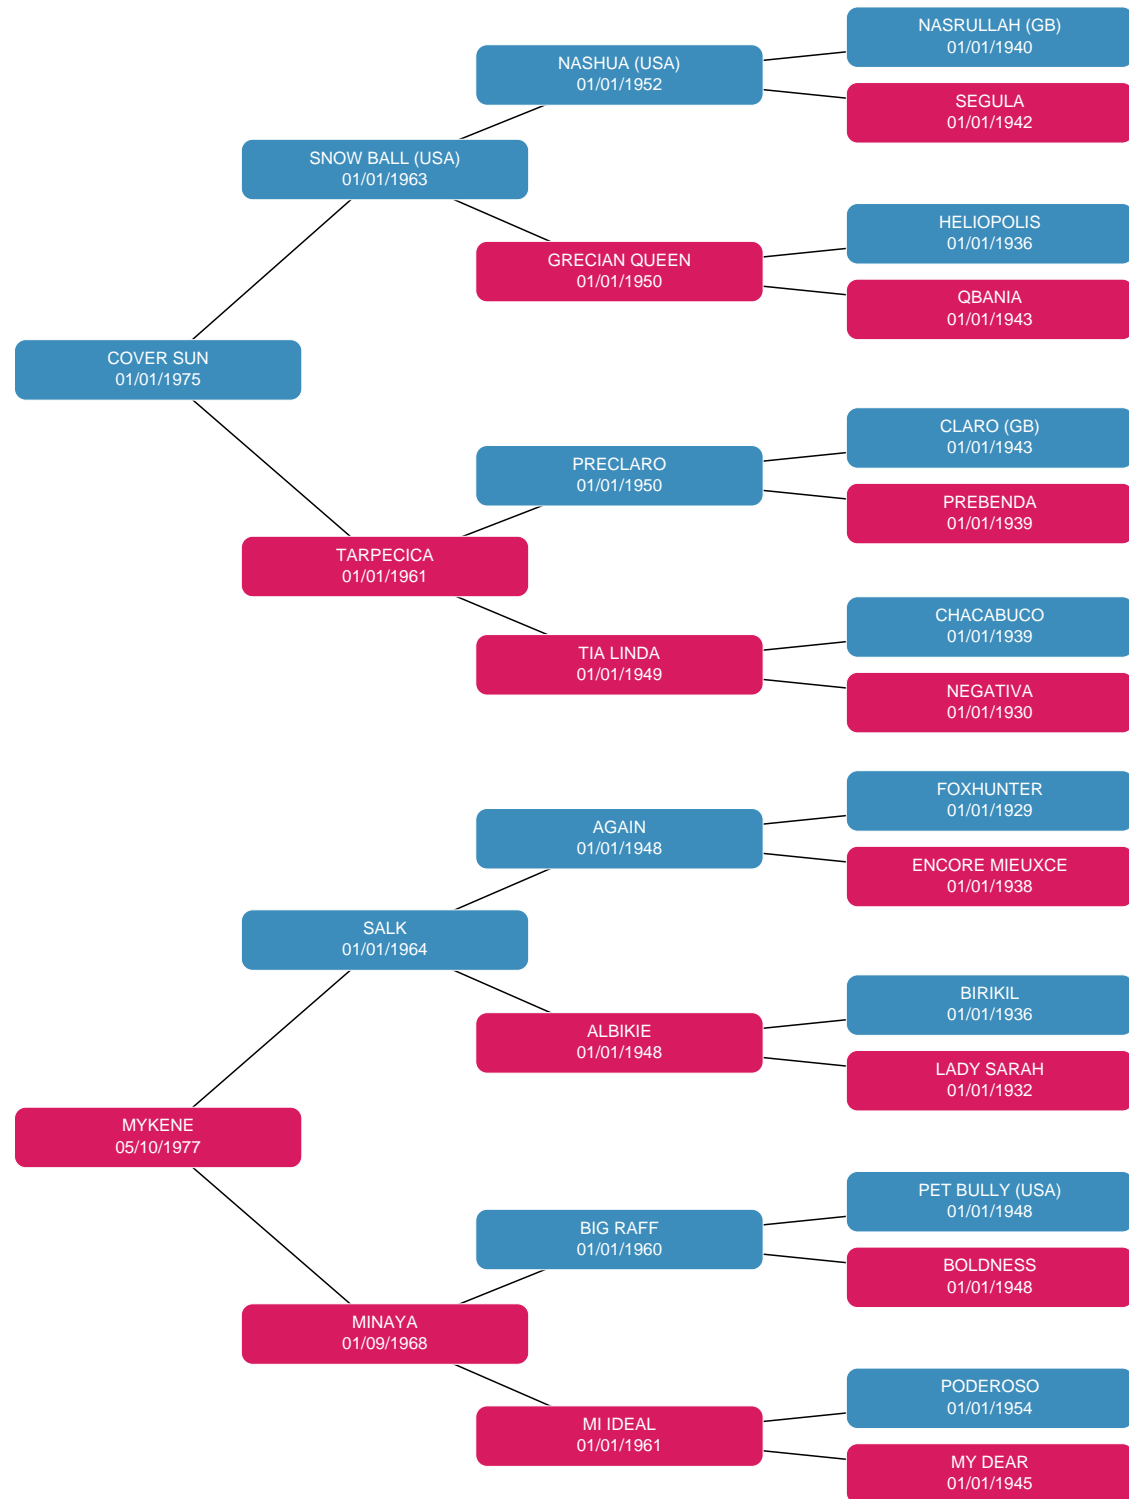 NASRULLAH (GB)
01/01/1940
NASHUA (USA)
01/01/1952
SEGULA
01/01/1942
SNOW BALL (USA)
01/01/1963
HELIOPOLIS
01/01/1936
GRECIAN QUEEN
01/01/1950
QBANIA
01/01/1943
COVER SUN
01/01/1975
CLARO (GB)
01/01/1943
PRECLARO
01/01/1950
PREBENDA
01/01/1939
TARPECICA
01/01/1961
CHACABUCO
01/01/1939
TIA LINDA
01/01/1949
NEGATIVA
01/01/1930
FOXHUNTER
01/01/1929
AGAIN
01/01/1948
ENCORE MIEUXCE
01/01/1938
SALK
01/01/1964
BIRIKIL
01/01/1936
ALBIKIE
01/01/1948
LADY SARAH
01/01/1932
MYKENE
05/10/1977
PET BULLY (USA)
01/01/1948
BIG RAFF
01/01/1960
BOLDNESS
01/01/1948
MINAYA
01/09/1968
PODEROSO
01/01/1954
MI IDEAL
01/01/1961
MY DEAR
01/01/1945